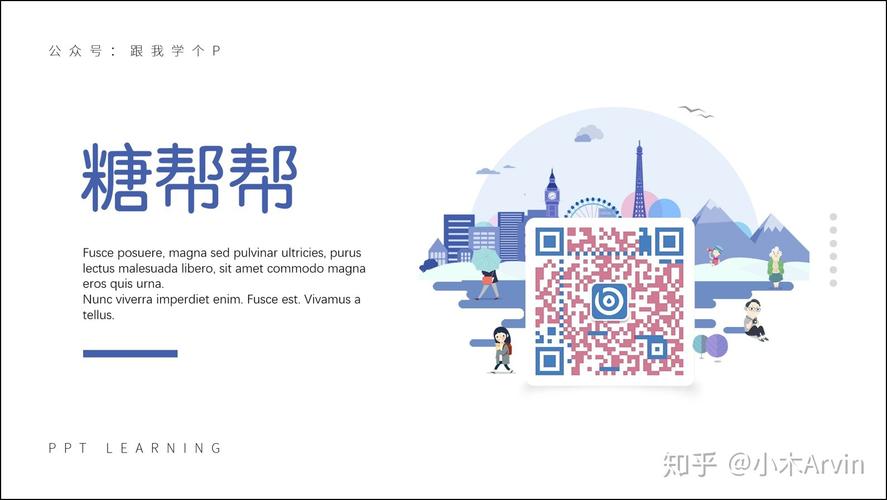 公众号：跟我学个P
糖帮帮
Fusce posuere, magna sed pulvinar ultricies, purus
lectus malesuada libero, sit amet commodo magna
eros quis urna.
Nunc viverra imperdiet enim. Fusce est. Vivamus a
tellus.
PPT LEARNING
知乎 @小木Arvin